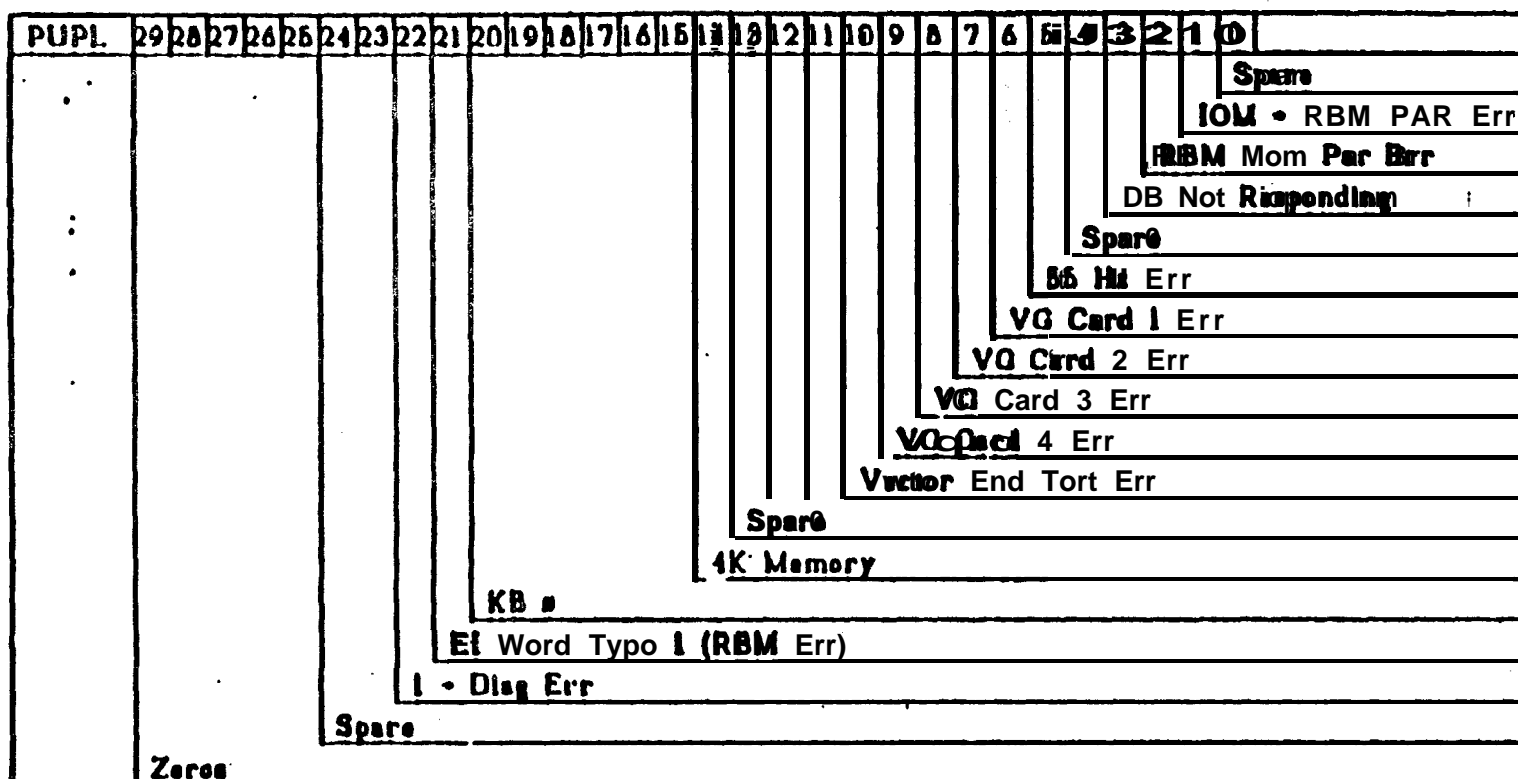 PUPL 29 28 27 26 25 24 23 22 21 20 19 18 17 16 15 14 13 12 11 10 9 8 7 6 5 4 3 2 1 0
Spare
IOM • RBM PAR Err
RBM Mom Par Err
DB Not Responding
Spare
Err
VG Card 1 Err
VG Card 2 Err
VG Card 3 Err
VG Card 4 Err
Vector End Tort Err
Spare
4K Memory
KB #
EI Word Typo 1 (RBM Err)
1 - Diag Err
Spare
Zeros